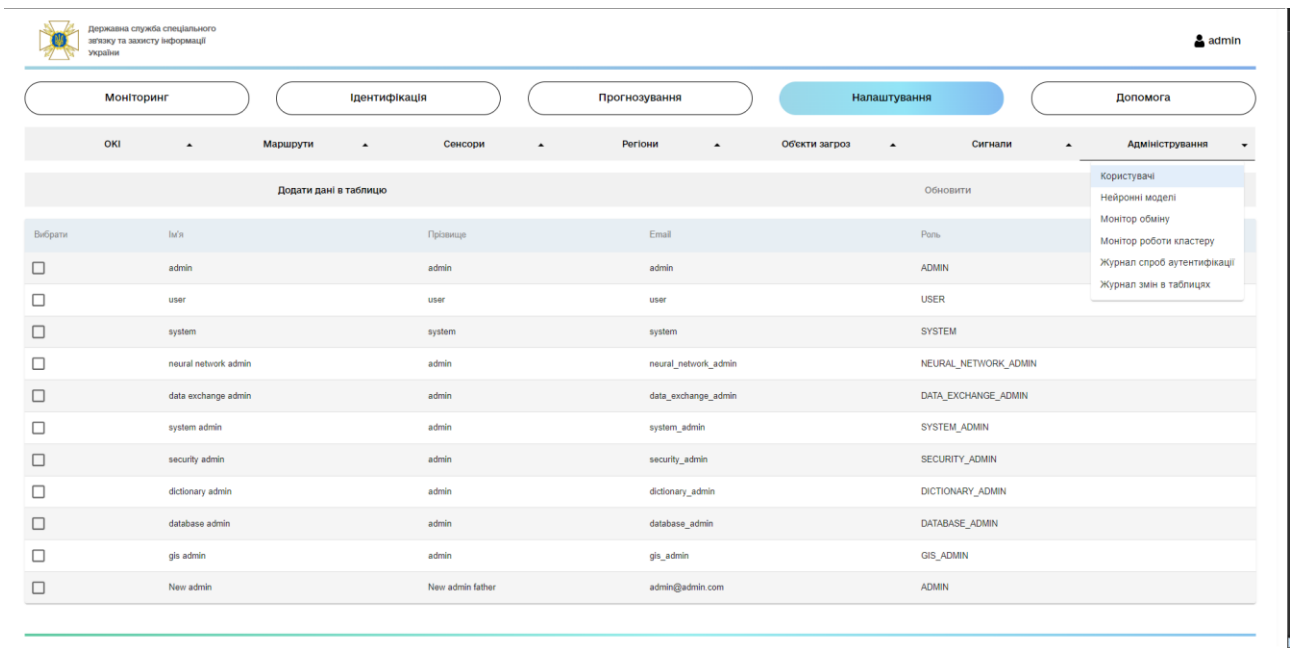 Державна служба спеціального
зв'язку та захисту інформації
України
admin
Моніторинг Ідентифікація Прогнозування Налаштування Допомога
ОКІ Маршрути Сенсори Регіони Об'єкти загроз Сигнали Адміністрування
Користувачі
Нейронні моделі
Монітор обміну
Монітор роботи кластеру
Журнал спроб аутентифікації
Журнал змін в таблицях
Додати дані в таблицю Обновити
Вибрати Ім'я Прізвище Email Роль
admin admin admin ADMIN
user user user USER
system system system SYSTEM
neural network admin admin neural_network_admin NEURAL_NETWORK_ADMIN
data exchange admin admin data_exchange_admin DATA_EXCHANGE_ADMIN
system admin admin system_admin SYSTEM_ADMIN
security admin admin security_admin SECURITY_ADMIN
dictionary admin admin dictionary_admin DICTIONARY_ADMIN
database admin admin database_admin DATABASE_ADMIN
gis admin admin gis_admin GIS_ADMIN
New admin New admin father admin@admin.com ADMIN